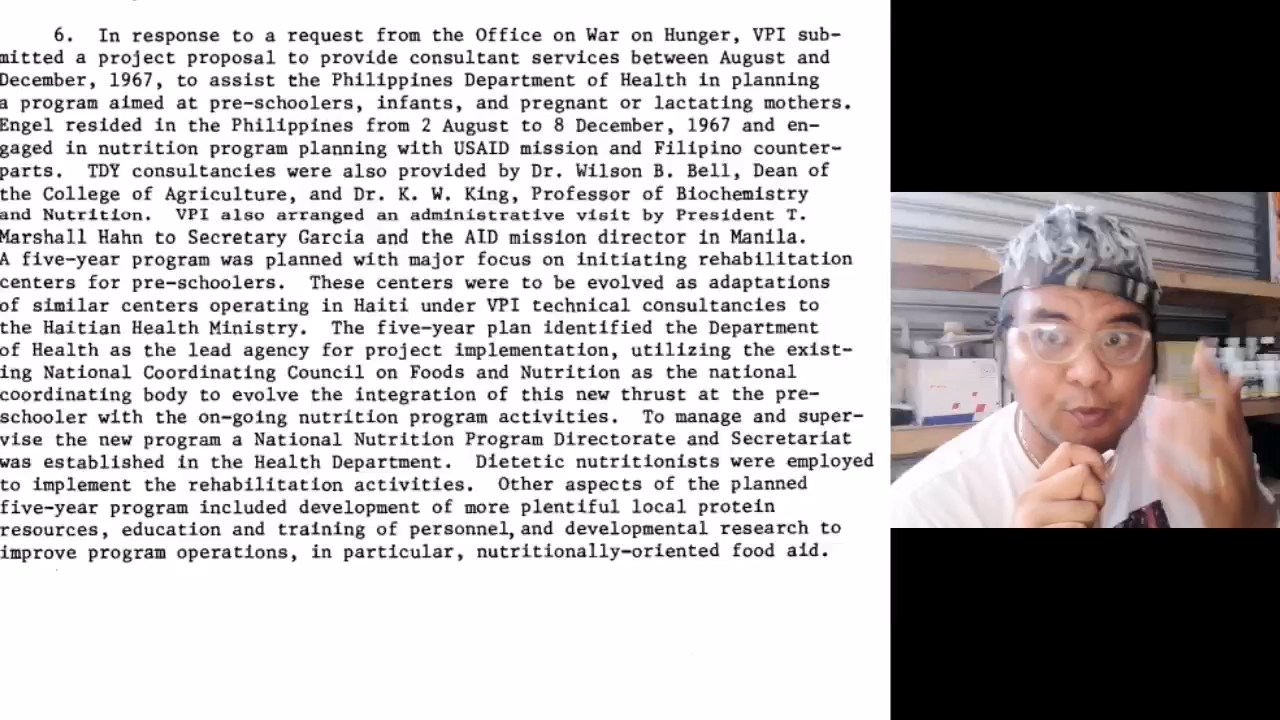 6. In response to a request from the Office on War on Hunger, VPI sub-
mitted a project proposal to provide consultant services between August and
December, 1967, to assist the Philippines Department of Health in planning
a program aimed at pre-schoolers, infants, and pregnant or lactating mothers.
Engel resided in the Philippines from 2 August to 8 December, 1967 and en-
gaged in nutrition program planning with USAID mission and Filipino counter-
parts. TDY consultancies were also provided by Dr. Wilson B. Bell, Dean of
the College of Agriculture, and Dr. K. W. King, Professor of Biochemistry
and Nutrition. VPI also arranged an administrative visit by President T.
Marshall Hahn to Secretary Garcia and the AID mission director in Manila.
A five-year program was planned with major focus on initiating rehabilitation
centers for pre-schoolers. These centers were to be evolved as adaptations
of similar centers operating in Haiti under VPI technical consultancies to
the Haitian Health Ministry. The five-year plan identified the Department
of Health as the lead agency for project implementation, utilizing the exist-
ing National Coordinating Council on Foods and Nutrition as the national
coordinating body to evolve the integration of this new thrust at the pre-
schooler with the on-going nutrition program activities. To manage and super-
vise the new program a National Nutrition Program Directorate and Secretariat
was established in the Health Department. Dietetic nutritionists were employed
to implement the rehabilitation activities. Other aspects of the planned
five-year program included development of more plentiful local protein
resources, education and training of personnel, and developmental research to
improve program operations, in particular, nutritionally-oriented food aid.